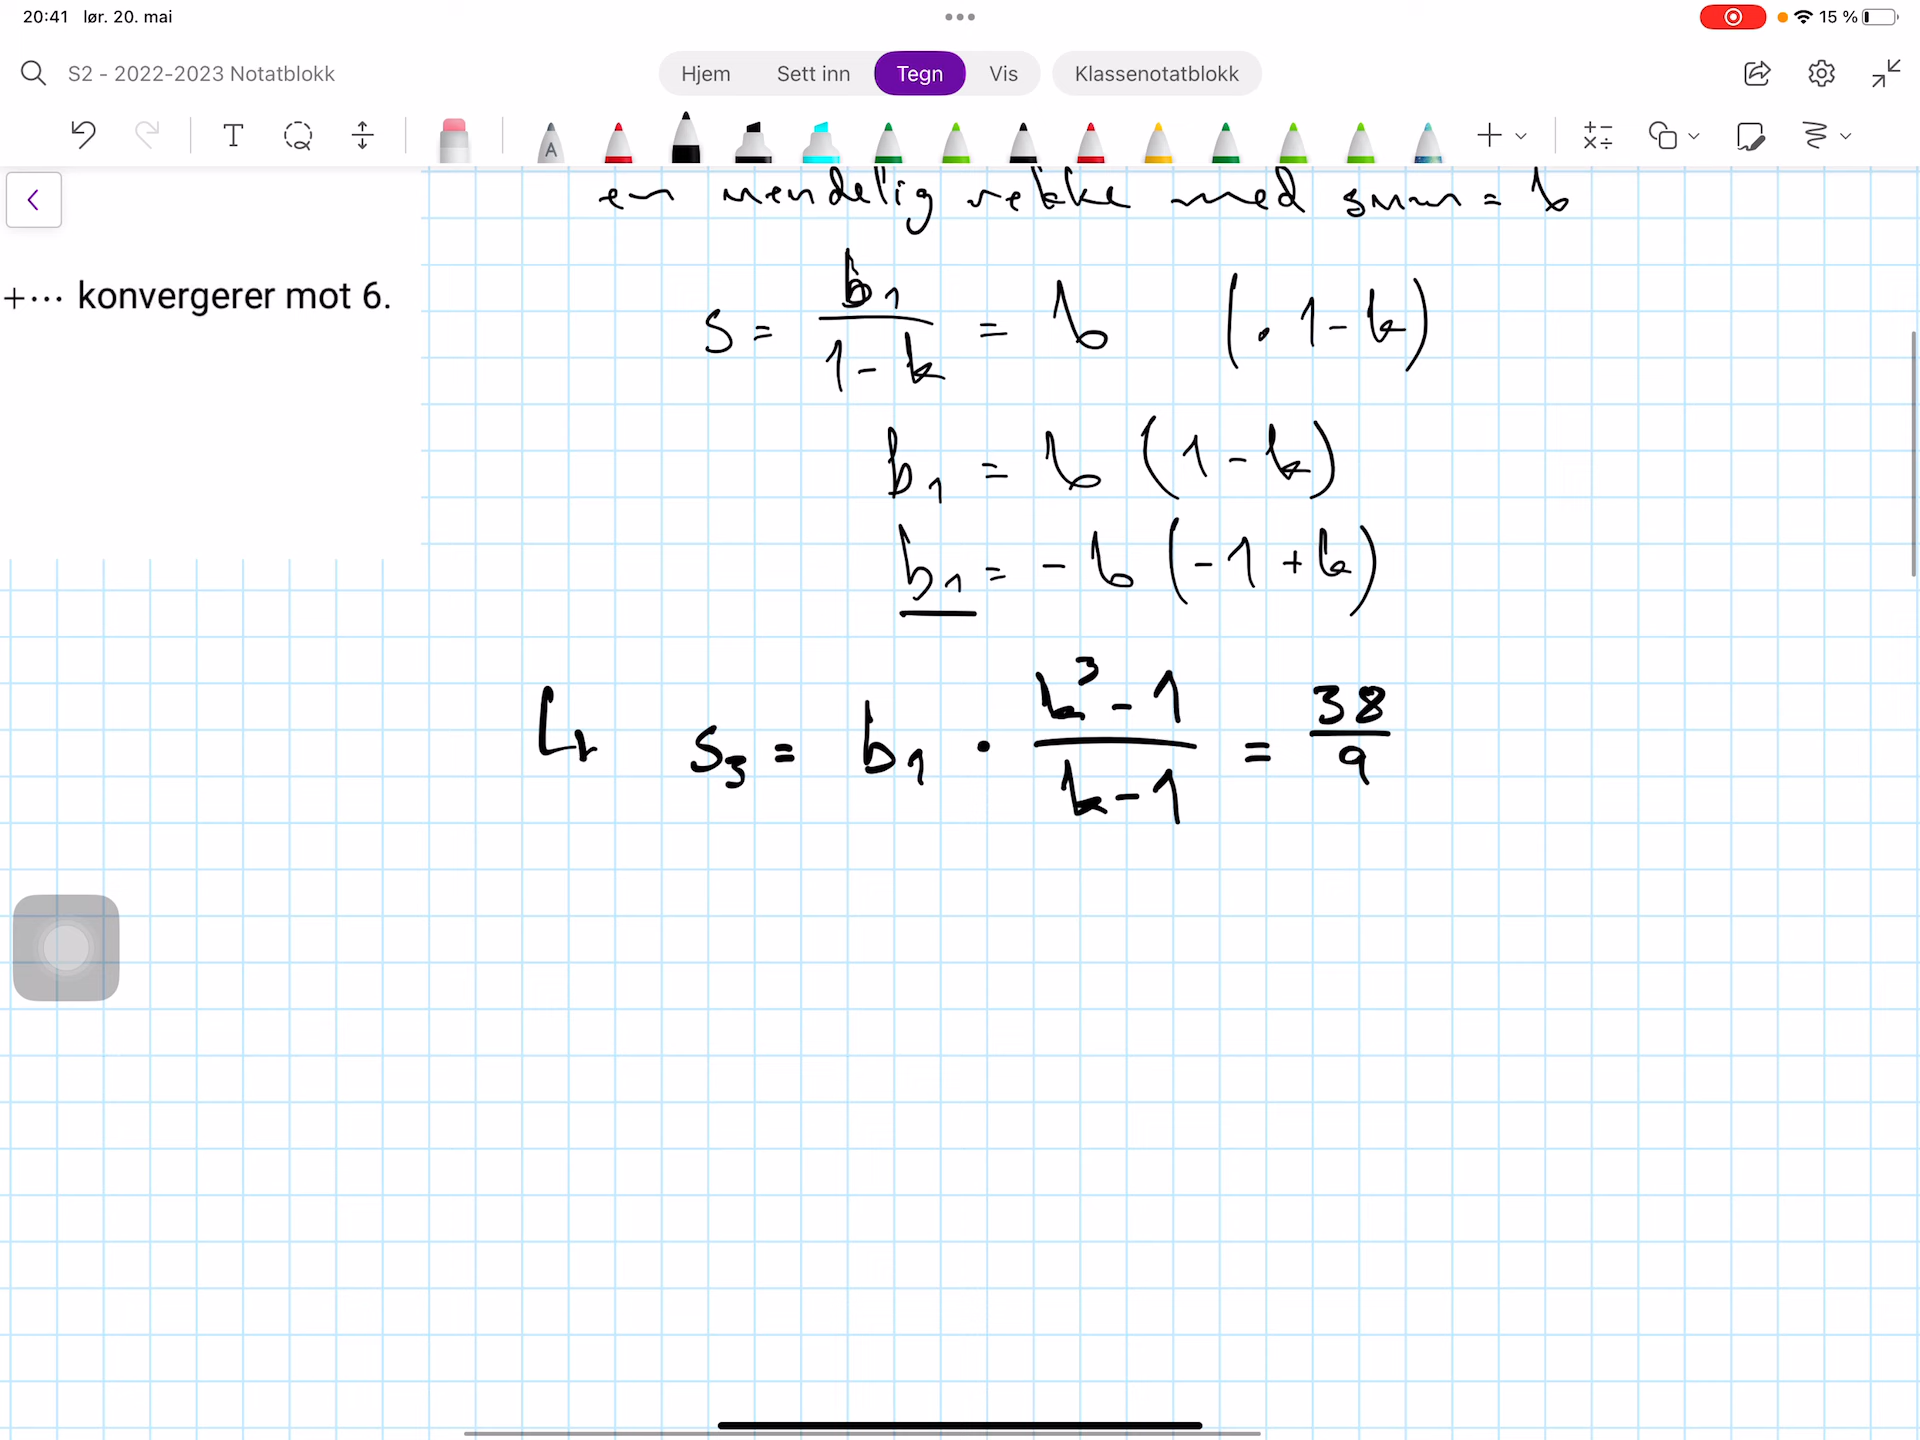 20:41 lør. 20. mai
15 %
S2 - 2022-2023 Notatblokk
Hjem Sett inn Tegn Vis Klassenotatblokk
T
A
+··· konvergerer mot 6.
en uendelig rekke med sum = 6
s = b₁ / (1 - k) = 6 (· 1 - k)
b₁ = 6 (1 - k)
b₁ = - 6 (-1 + k)
s₃ = b₁ · (k³ - 1) / (k - 1) = 38 / 9